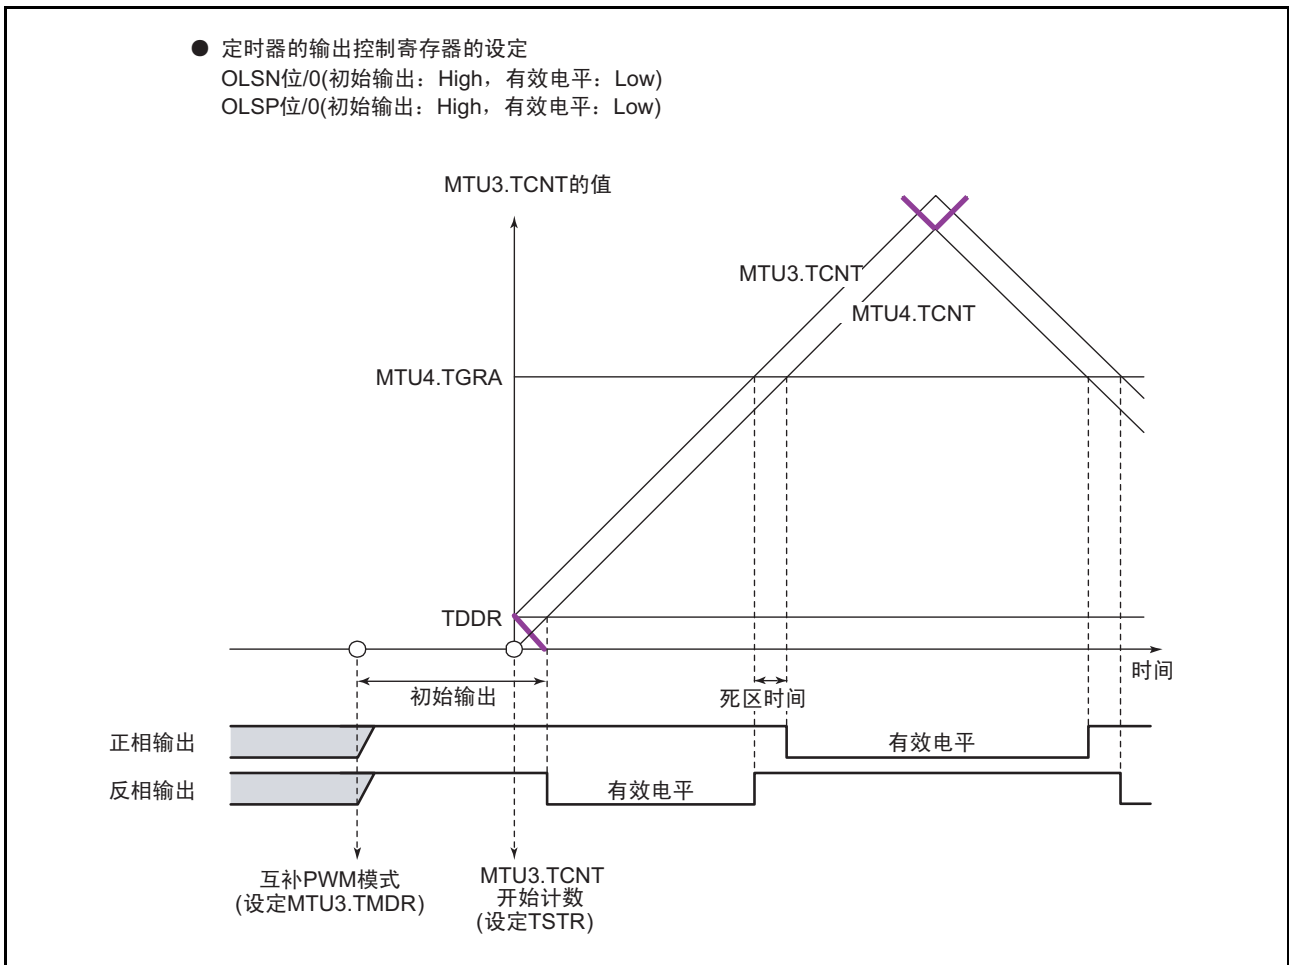 ● 定时器的输出控制寄存器的设定
OLSN位/0(初始输出：High，有效电平：Low)
OLSP位/0(初始输出：High，有效电平：Low)
MTU3.TCNT的值
MTU3.TCNT
MTU4.TCNT
MTU4.TGRA
TDDR
时间
初始输出
死区时间
正相输出
有效电平
反相输出
有效电平
互补PWM模式
(设定MTU3.TMDR)
MTU3.TCNT
开始计数
(设定TSTR)